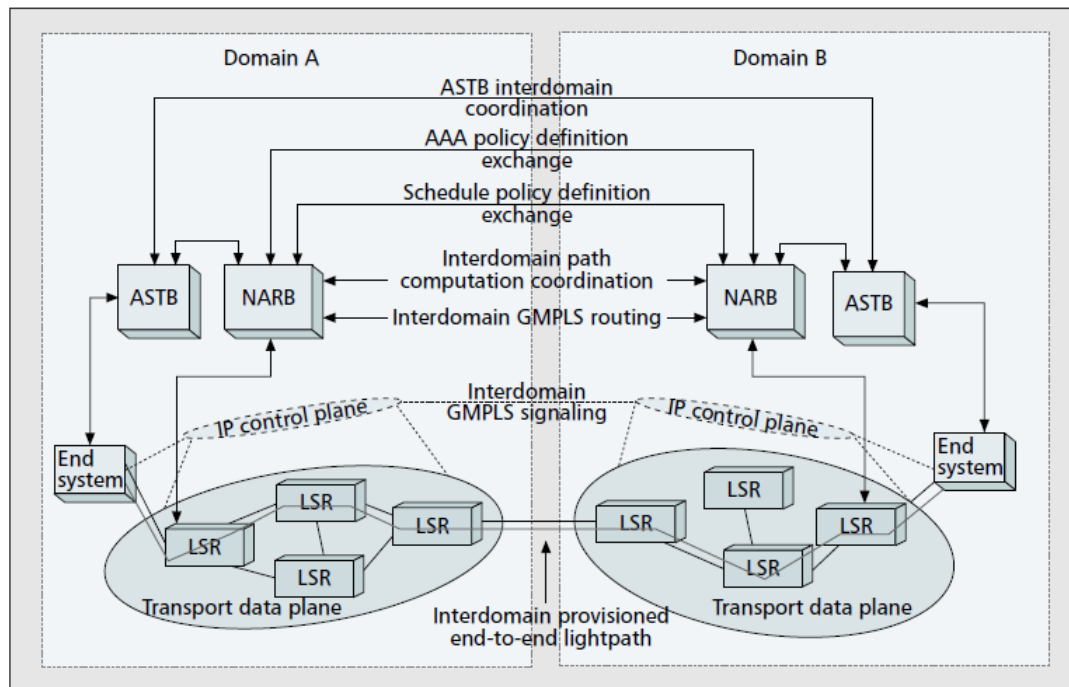 Domain A
Domain B
ASTB interdomain
coordination
AAA policy definition
exchange
Schedule policy definition
exchange
Interdomain path
computation coordination
ASTB
NARB
NARB
ASTB
Interdomain GMPLS routing
Interdomain
GMPLS signaling
IP control plane
IP control plane
End
system
End
system
LSR
LSR
LSR
LSR
LSR
LSR
LSR
LSR
Transport data plane
Transport data plane
Interdomain provisioned
end-to-end lightpath